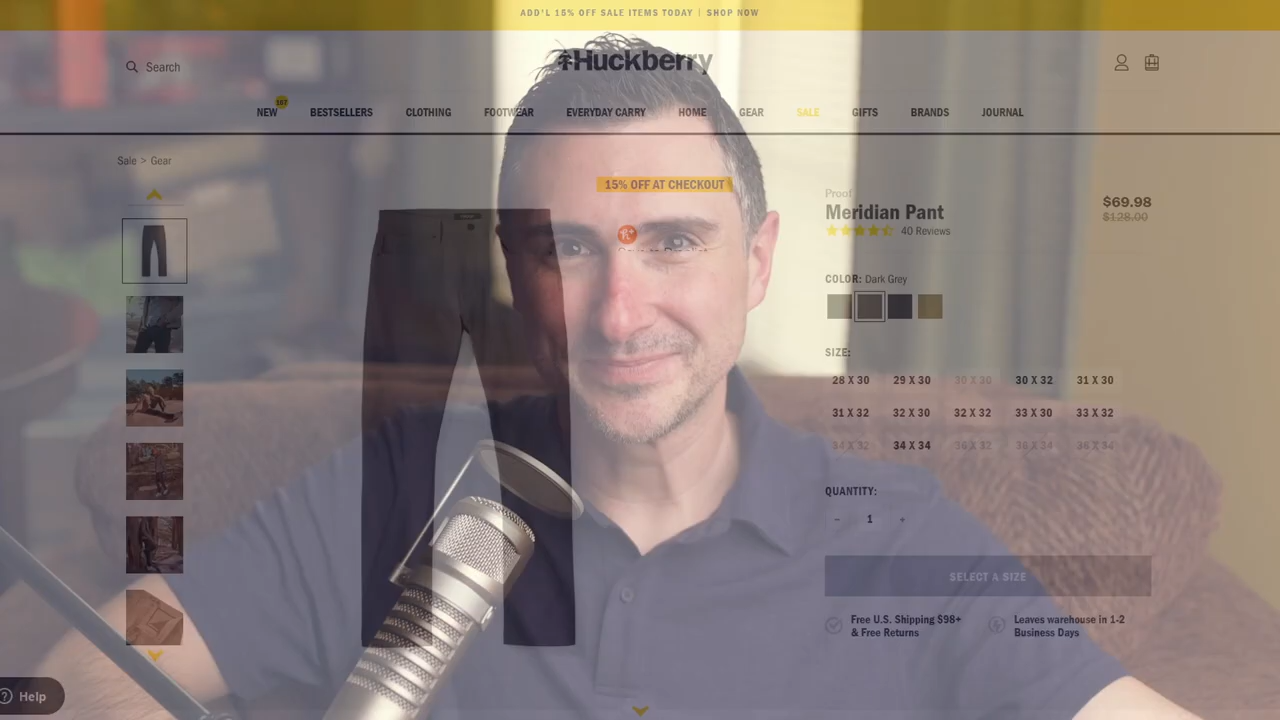 ADD'L 15% OFF SALE ITEMS TODAY | SHOP NOW
Search
Huckberry
NEW 167 BESTSELLERS CLOTHING FOOTWEAR EVERYDAY CARRY HOME GEAR SALE GIFTS BRANDS JOURNAL
Sale > Gear
15% OFF AT CHECKOUT
Proof
Meridian Pant
$69.98
$128.00
40 Reviews
COLOR: Dark Grey
SIZE:
28 X 30 29 X 30 30 X 30 30 X 32 31 X 30
31 X 32 32 X 30 32 X 32 33 X 30 33 X 32
34 X 32 34 X 34 36 X 32 36 X 34 36 X 34
QUANTITY:
− 1 +
SELECT A SIZE
Free U.S. Shipping $98+
& Free Returns
Leaves warehouse in 1-2
Business Days
? Help